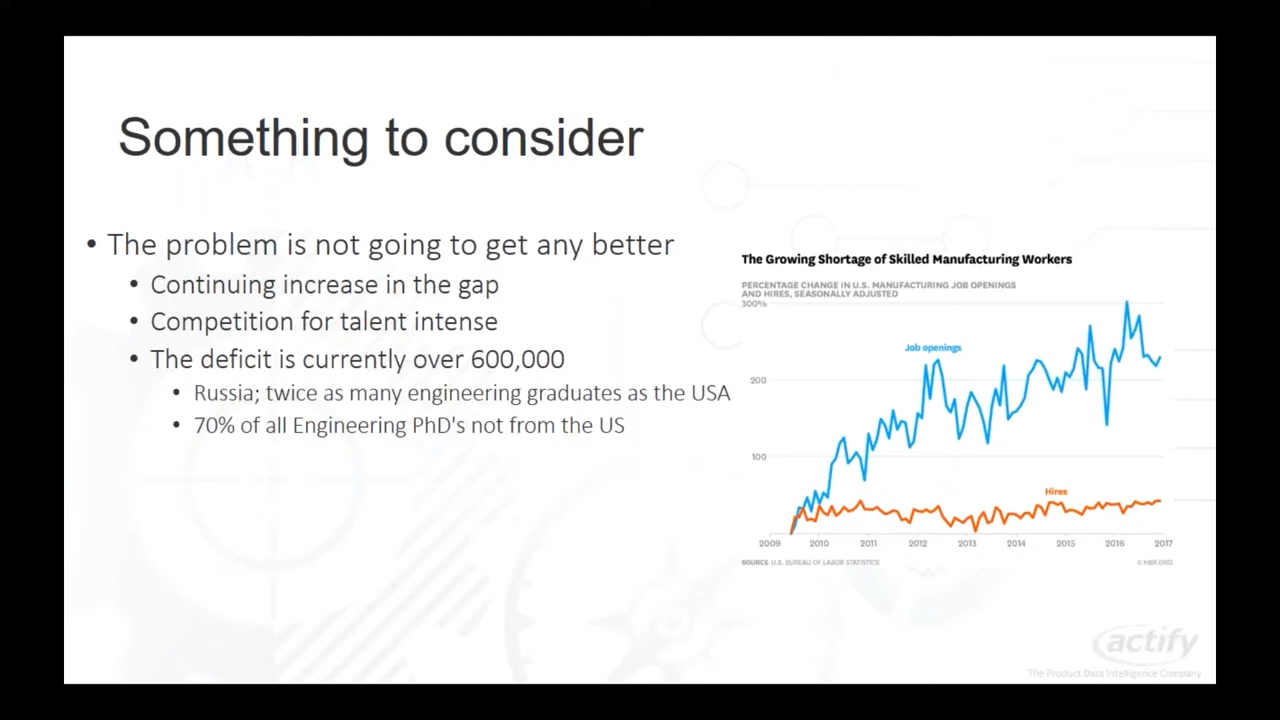 Something to consider
• The problem is not going to get any better
• Continuing increase in the gap
• Competition for talent intense
• The deficit is currently over 600,000
• Russia; twice as many engineering graduates as the USA
• 70% of all Engineering PhD's not from the US
The Growing Shortage of Skilled Manufacturing Workers
PERCENTAGE CHANGE IN U.S. MANUFACTURING JOB OPENINGS
AND HIRES, SEASONALLY ADJUSTED
300%
Job openings
200
100
Hires
2009 2010 2011 2012 2013 2014 2015 2016 2017
SOURCE U.S. BUREAU OF LABOR STATISTICS © HBR.ORG
actify
The Product Data Intelligence Company